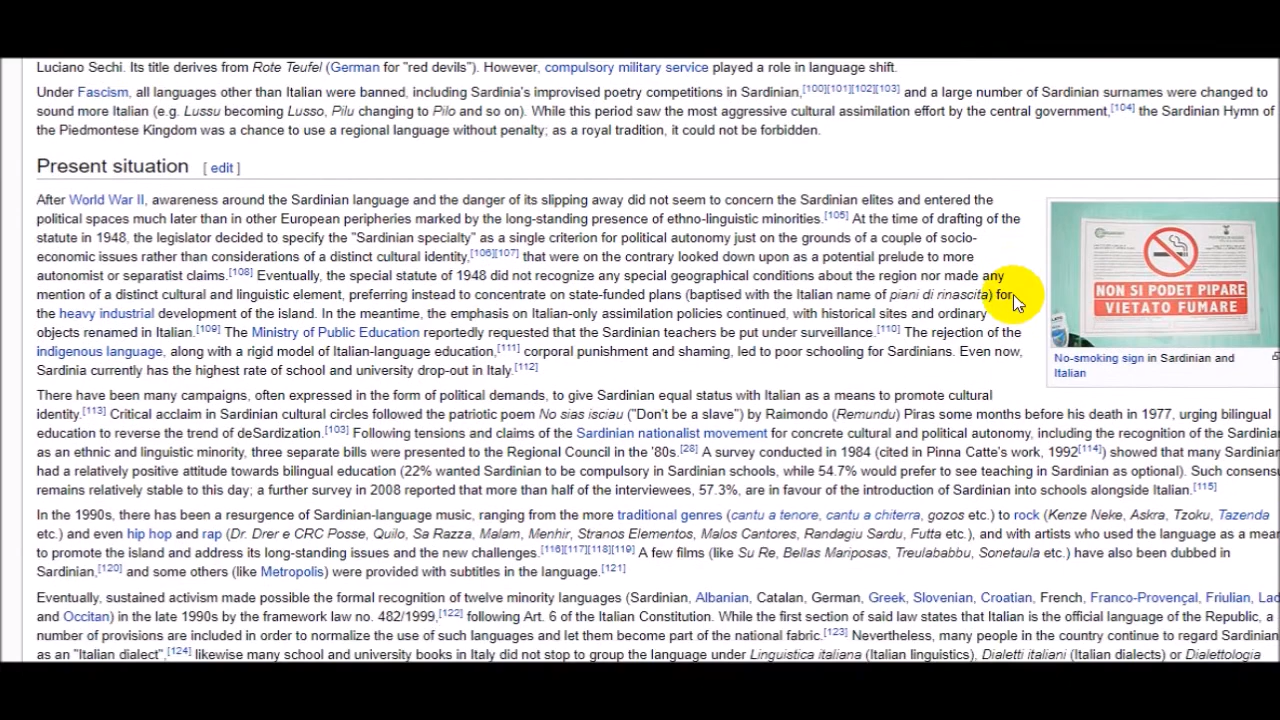 Luciano Sechi. Its title derives from Rote Teufel (German for "red devils"). However, compulsory military service played a role in language shift.
Under Fascism, all languages other than Italian were banned, including Sardinia's improvised poetry competitions in Sardinian,[100][101][102][103] and a large number of Sardinian surnames were changed to
sound more Italian (e.g. Lussu becoming Lusso, Pilu changing to Pilo and so on). While this period saw the most aggressive cultural assimilation effort by the central government,[104] the Sardinian Hymn of
the Piedmontese Kingdom was a chance to use a regional language without penalty; as a royal tradition, it could not be forbidden.
Present situation [ edit ]
After World War II, awareness around the Sardinian language and the danger of its slipping away did not seem to concern the Sardinian elites and entered the
political spaces much later than in other European peripheries marked by the long-standing presence of ethno-linguistic minorities.[105] At the time of drafting of the
statute in 1948, the legislator decided to specify the "Sardinian specialty" as a single criterion for political autonomy just on the grounds of a couple of socio-
economic issues rather than considerations of a distinct cultural identity,[106][107] that were on the contrary looked down upon as a potential prelude to more
autonomist or separatist claims.[108] Eventually, the special statute of 1948 did not recognize any special geographical conditions about the region nor made any
mention of a distinct cultural and linguistic element, preferring instead to concentrate on state-funded plans (baptised with the Italian name of piani di rinascita) for
the heavy industrial development of the island. In the meantime, the emphasis on Italian-only assimilation policies continued, with historical sites and ordinary
objects renamed in Italian.[109] The Ministry of Public Education reportedly requested that the Sardinian teachers be put under surveillance.[110] The rejection of the
indigenous language, along with a rigid model of Italian-language education,[111] corporal punishment and shaming, led to poor schooling for Sardinians. Even now,
Sardinia currently has the highest rate of school and university drop-out in Italy.[112]
NON SI PODET PIPARE
VIETATO FUMARE
No-smoking sign in Sardinian and
Italian
There have been many campaigns, often expressed in the form of political demands, to give Sardinian equal status with Italian as a means to promote cultural
identity.[113] Critical acclaim in Sardinian cultural circles followed the patriotic poem No sias isciau ("Don't be a slave") by Raimondo (Remundu) Piras some months before his death in 1977, urging bilingual
education to reverse the trend of deSardization.[103] Following tensions and claims of the Sardinian nationalist movement for concrete cultural and political autonomy, including the recognition of the Sardinia
as an ethnic and linguistic minority, three separate bills were presented to the Regional Council in the '80s.[28] A survey conducted in 1984 (cited in Pinna Catte's work, 1992[114]) showed that many Sardinian
had a relatively positive attitude towards bilingual education (22% wanted Sardinian to be compulsory in Sardinian schools, while 54.7% would prefer to see teaching in Sardinian as optional). Such consens
remains relatively stable to this day; a further survey in 2008 reported that more than half of the interviewees, 57.3%, are in favour of the introduction of Sardinian into schools alongside Italian.[115]
In the 1990s, there has been a resurgence of Sardinian-language music, ranging from the more traditional genres (cantu a tenore, cantu a chiterra, gozos etc.) to rock (Kenze Neke, Askra, Tzoku, Tazenda
etc.) and even hip hop and rap (Dr. Drer e CRC Posse, Quilo, Sa Razza, Malam, Menhir, Stranos Elementos, Malos Cantores, Randagiu Sardu, Futta etc.), and with artists who used the language as a mean
to promote the island and address its long-standing issues and the new challenges.[116][117][118][119] A few films (like Su Re, Bellas Mariposas, Treulababbu, Sonetaula etc.) have also been dubbed in
Sardinian,[120] and some others (like Metropolis) were provided with subtitles in the language.[121]
Eventually, sustained activism made possible the formal recognition of twelve minority languages (Sardinian, Albanian, Catalan, German, Greek, Slovenian, Croatian, French, Franco-Provençal, Friulian, Lad
and Occitan) in the late 1990s by the framework law no. 482/1999,[122] following Art. 6 of the Italian Constitution. While the first section of said law states that Italian is the official language of the Republic, a
number of provisions are included in order to normalize the use of such languages and let them become part of the national fabric.[123] Nevertheless, many people in the country continue to regard Sardinian
as an "Italian dialect",[124] likewise many school and university books in Italy did not stop to group the language under Linguistica italiana (Italian linguistics), Dialetti italiani (Italian dialects) or Dialettologia